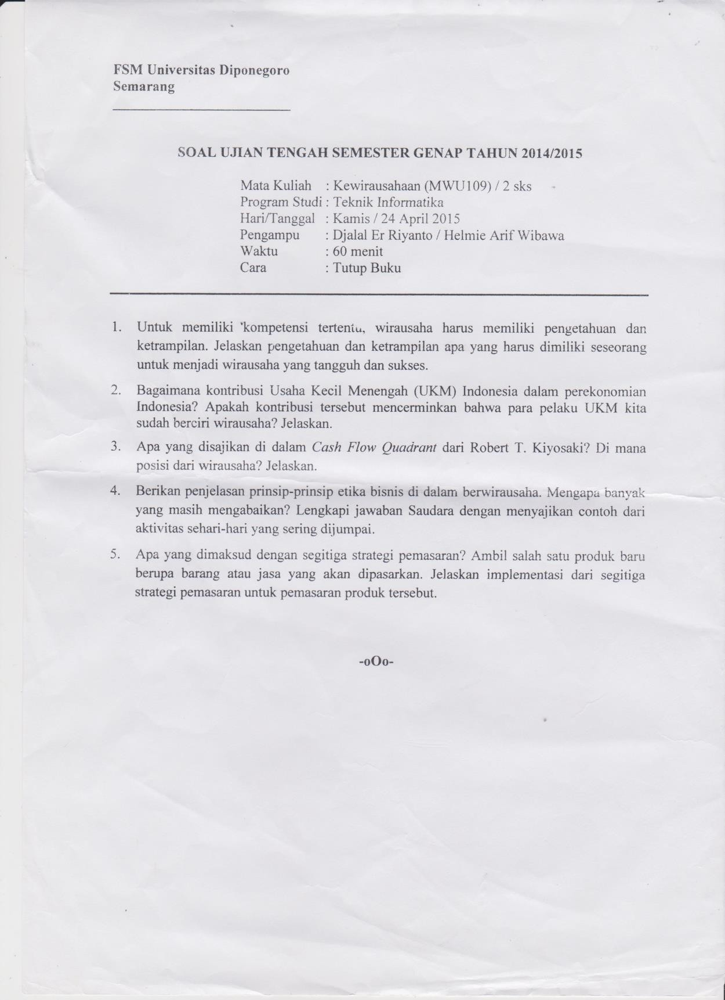 FSM Universitas Diponegoro
Semarang
SOAL UJIAN TENGAH SEMESTER GENAP TAHUN 2014/2015
Mata Kuliah : Kewirausahaan (MWU109) / 2 sks
Program Studi : Teknik Informatika
Hari/Tanggal : Kamis / 24 April 2015
Pengampu : Djalal Er Riyanto / Helmie Arif Wibawa
Waktu : 60 menit
Cara : Tutup Buku
1. Untuk memiliki kompetensi tertentu, wirausaha harus memiliki pengetahuan dan
ketrampilan. Jelaskan pengetahuan dan ketrampilan apa yang harus dimiliki seseorang
untuk menjadi wirausaha yang tangguh dan sukses.
2. Bagaimana kontribusi Usaha Kecil Menengah (UKM) Indonesia dalam perekonomian
Indonesia? Apakah kontribusi tersebut mencerminkan bahwa para pelaku UKM kita
sudah berciri wirausaha? Jelaskan.
3. Apa yang disajikan di dalam Cash Flow Quadrant dari Robert T. Kiyosaki? Di mana
posisi dari wirausaha? Jelaskan.
4. Berikan penjelasan prinsip-prinsip etika bisnis di dalam berwirausaha. Mengapa banyak
yang masih mengabaikan? Lengkapi jawaban Saudara dengan menyajikan contoh dari
aktivitas sehari-hari yang sering dijumpai.
5. Apa yang dimaksud dengan segitiga strategi pemasaran? Ambil salah satu produk baru
berupa barang atau jasa yang akan dipasarkan. Jelaskan implementasi dari segitiga
strategi pemasaran untuk pemasaran produk tersebut.
-oOo-